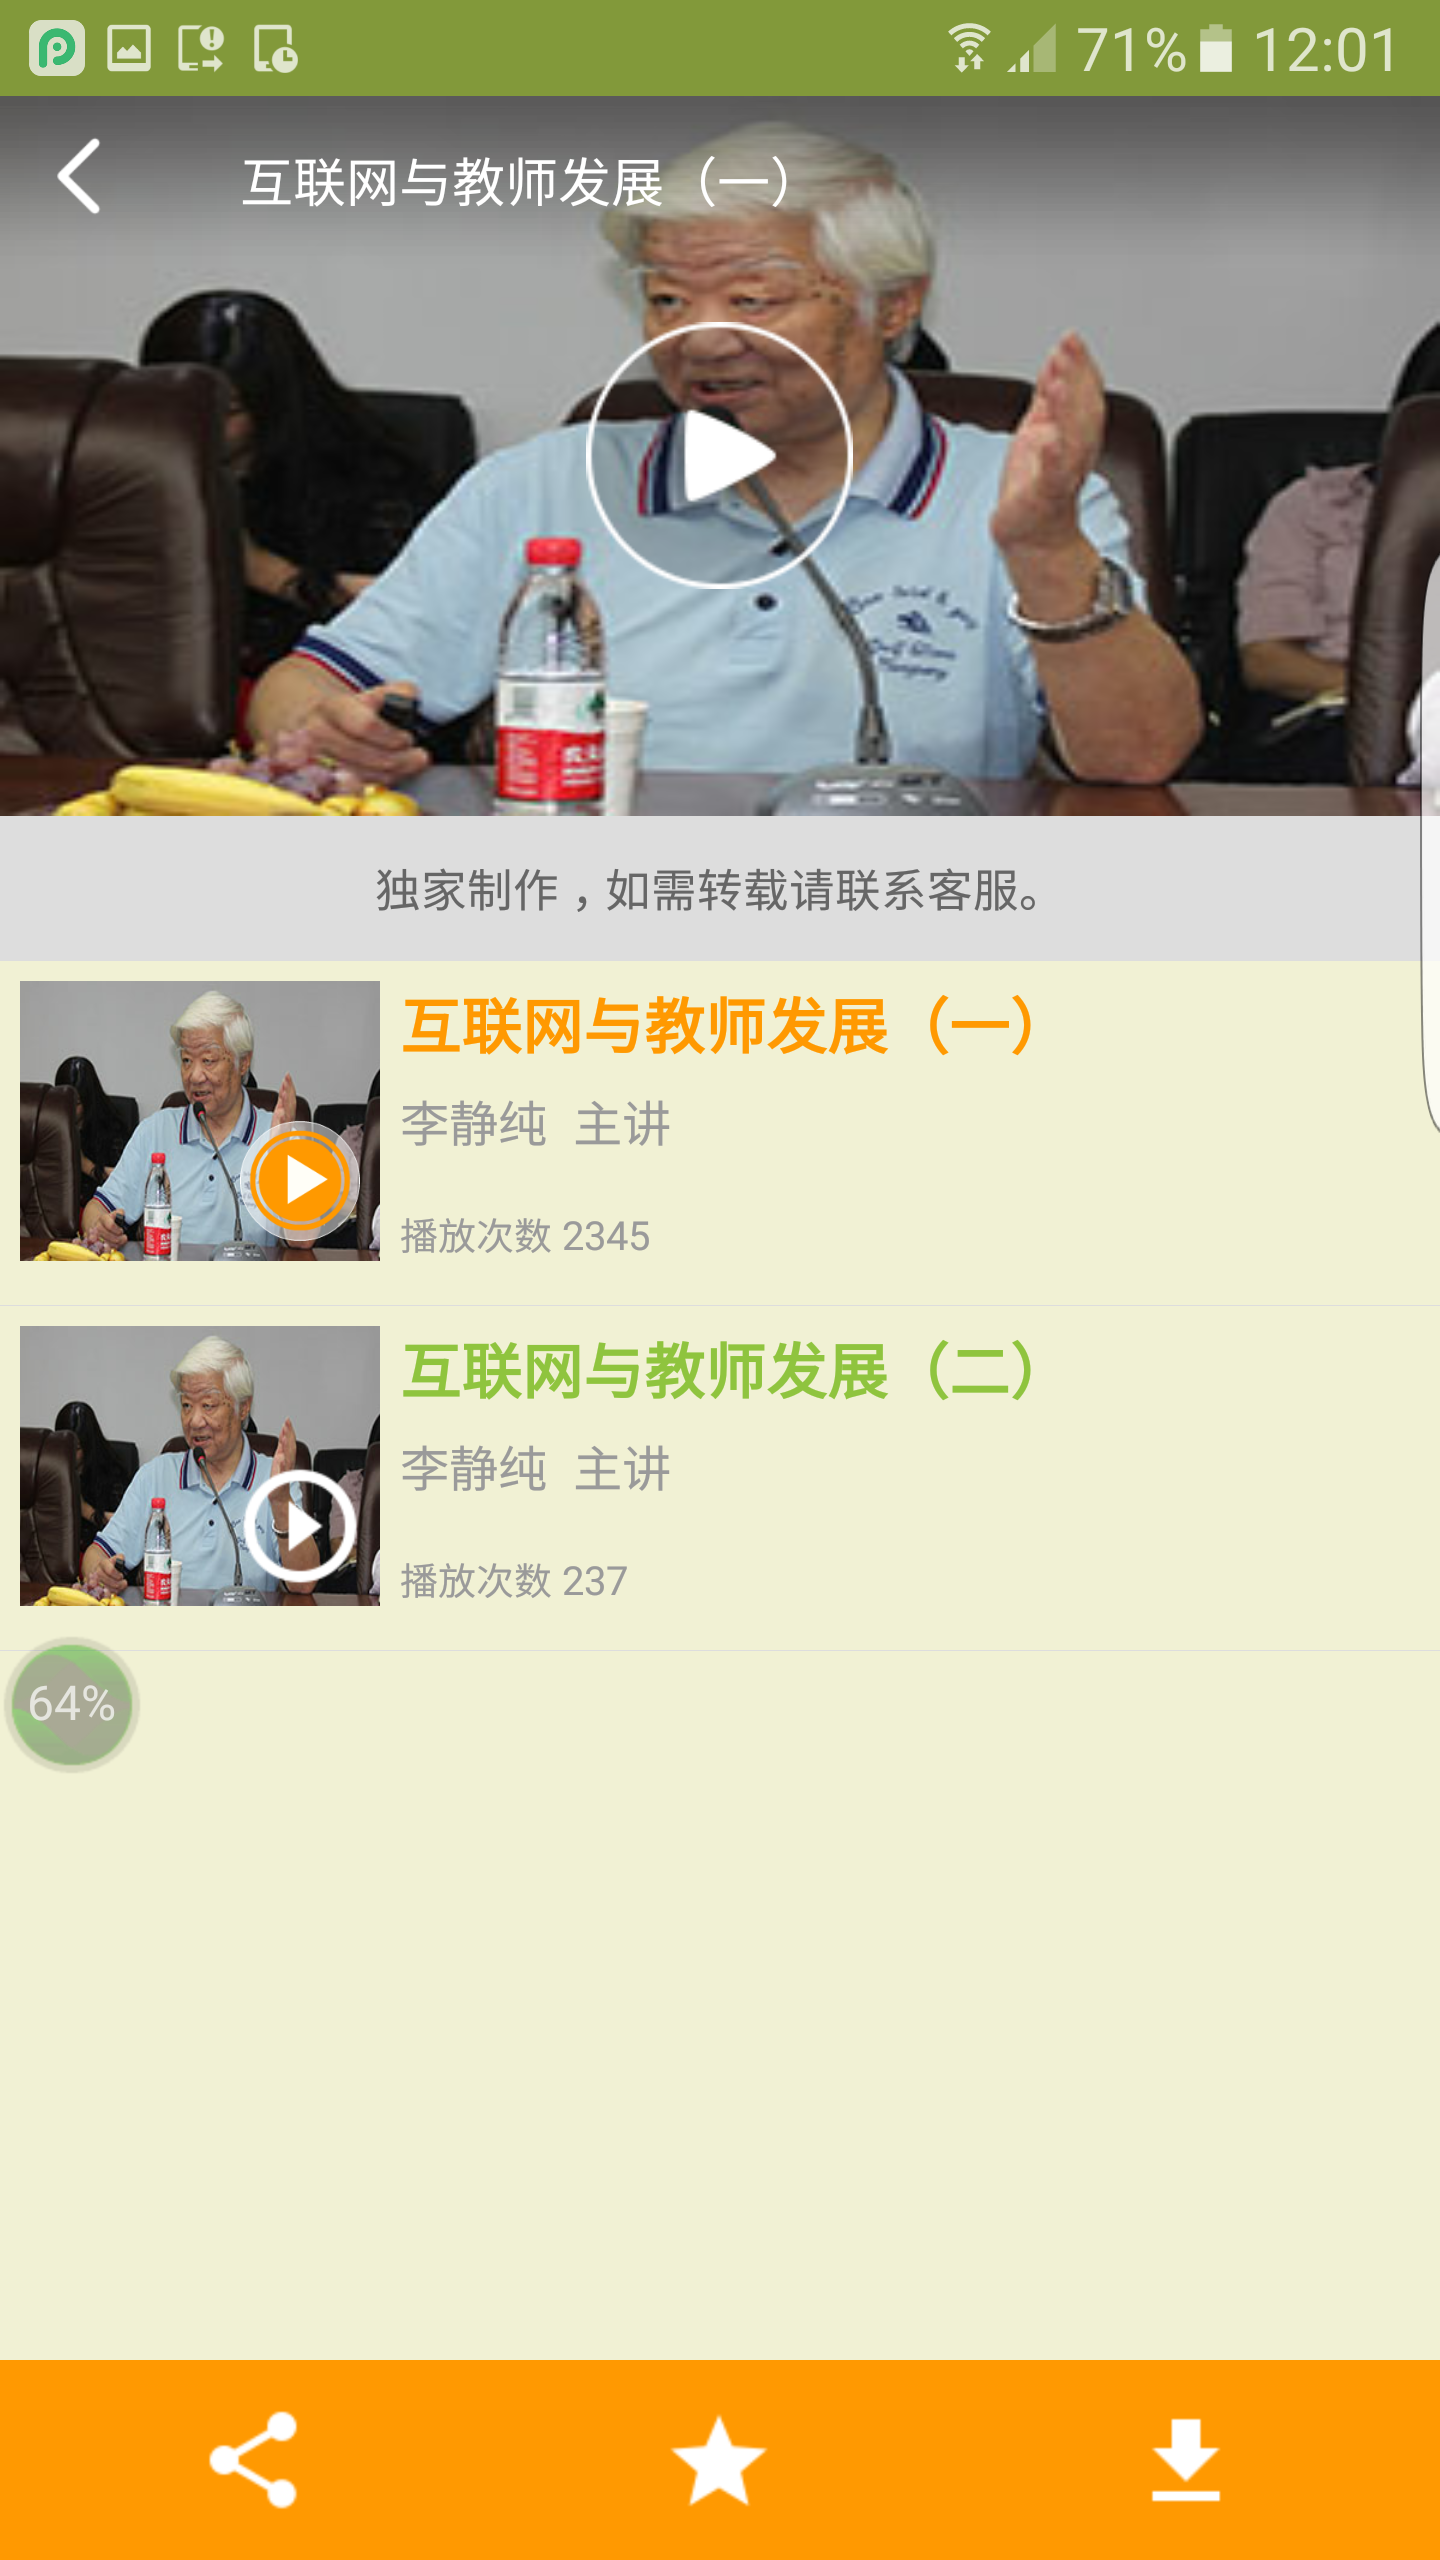 71% 12:01
互联网与教师发展（一）
独家制作，如需转载请联系客服。
互联网与教师发展（一）
李静纯 主讲
播放次数 2345
互联网与教师发展（二）
李静纯 主讲
播放次数 237
64%